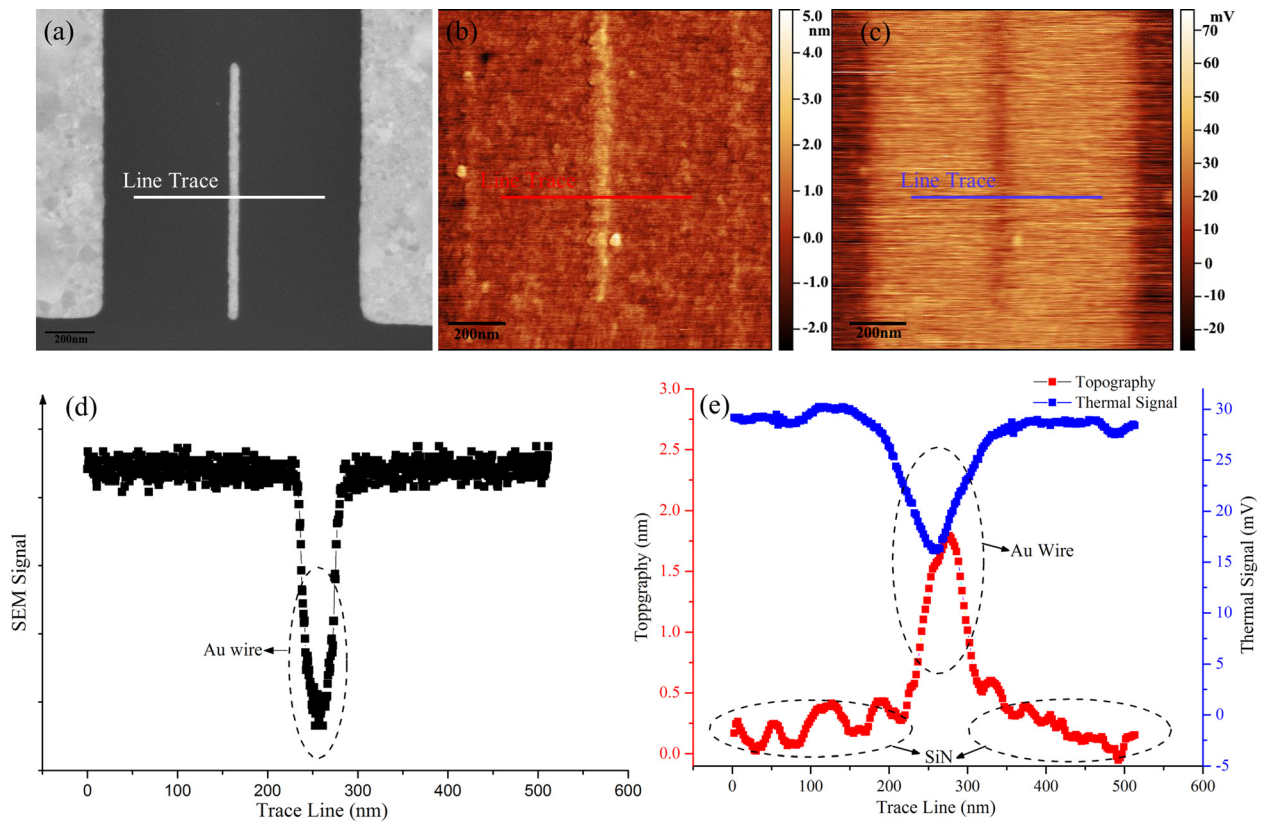 (a)
Line Trace
200nm
(b)
Line Trace
200nm
5.0
nm
4.0
3.0
2.0
1.0
0.0
-1.0
-2.0
(c)
Line Trace
200nm
mV
70
60
50
40
30
20
10
0
-10
-20
(d)
SEM Signal
Au wire
0
100
200
300
400
500
600
Trace Line (nm)
(e)
Topography
Thermal Signal
3.0
2.5
2.0
1.5
1.0
0.5
0.0
Toppgraphy (nm)
Au Wire
SiN
30
25
20
15
10
5
0
-5
Thermal Signal (mV)
0
100
200
300
400
500
600
Trace Line (nm)